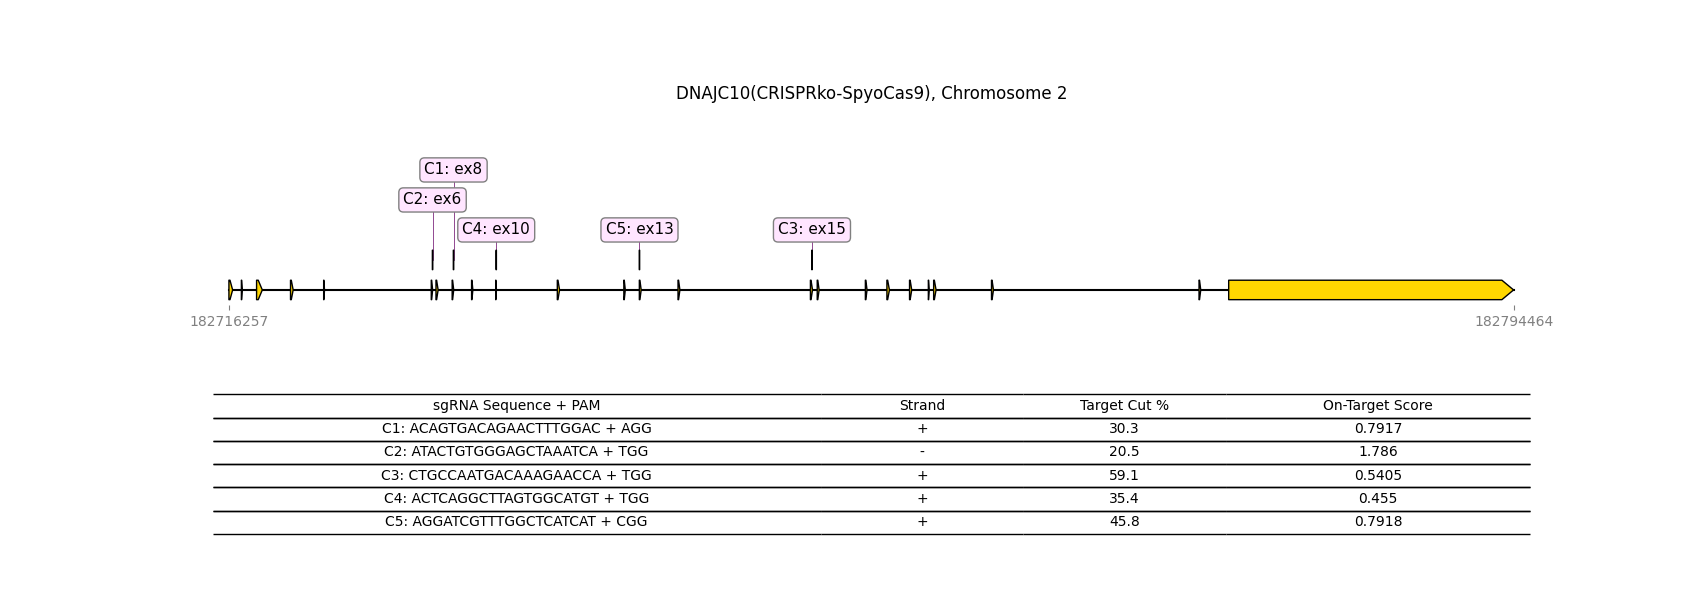 DNAJC10(CRISPRko-SpyoCas9), Chromosome 2
C1: ex8
C2: ex6
C4: ex10 C5: ex13 C3: ex15
182716257 182794464
sgRNA Sequence + PAM Strand Target Cut % On-Target Score
C1: ACAGTGACAGAACTTTGGAC + AGG + 30.3 0.7917
C2: ATACTGTGGGAGCTAAATCA + TGG - 20.5 1.786
C3: CTGCCAATGACAAAGAACCA + TGG + 59.1 0.5405
C4: ACTCAGGCTTAGTGGCATGT + TGG + 35.4 0.455
C5: AGGATCGTTTGGCTCATCAT + CGG + 45.8 0.7918